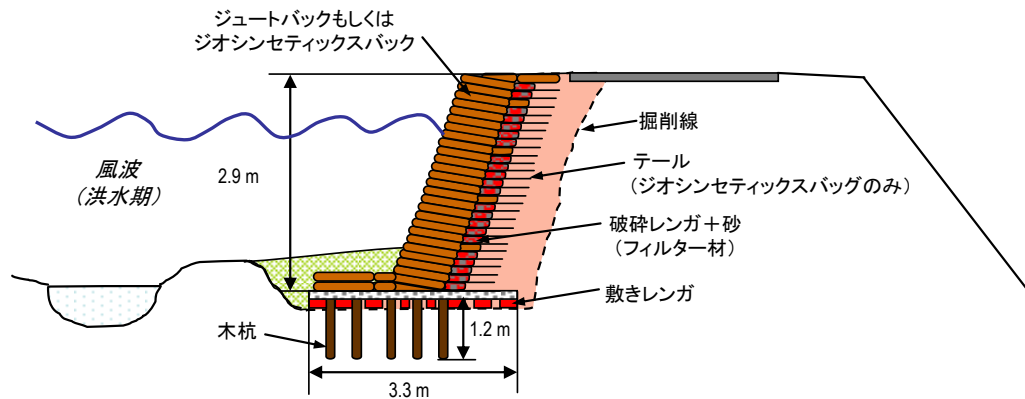 ジュートバックもしくは
ジオシンセティックスバック
掘削線
風波
(洪水期)
2.9 m
テール
(ジオシンセティックスバッグのみ)
破砕レンガ+砂
(フィルター材)
敷きレンガ
木杭
1.2 m
3.3 m